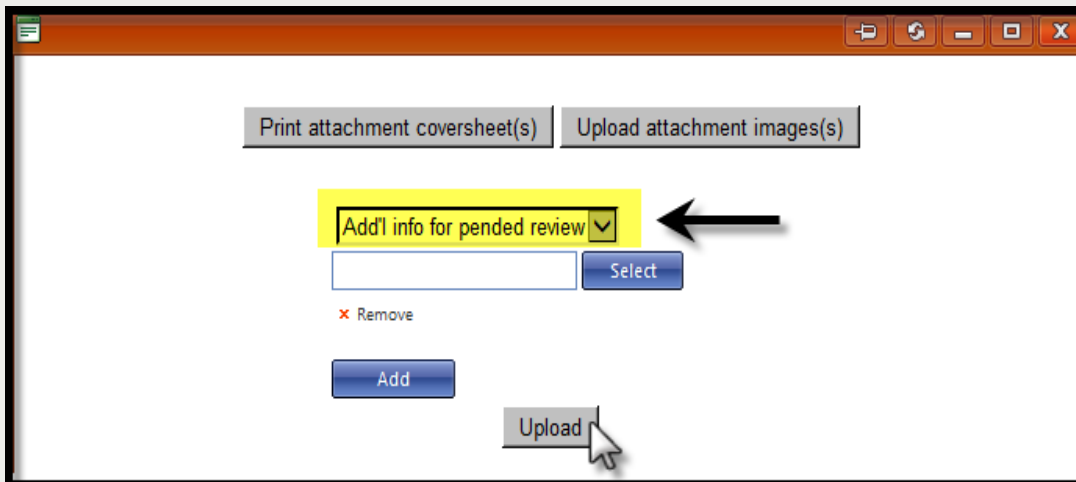 Print attachment coversheet(s) Upload attachment images(s)
Add'l info for pended review
Select
× Remove
Add
Upload